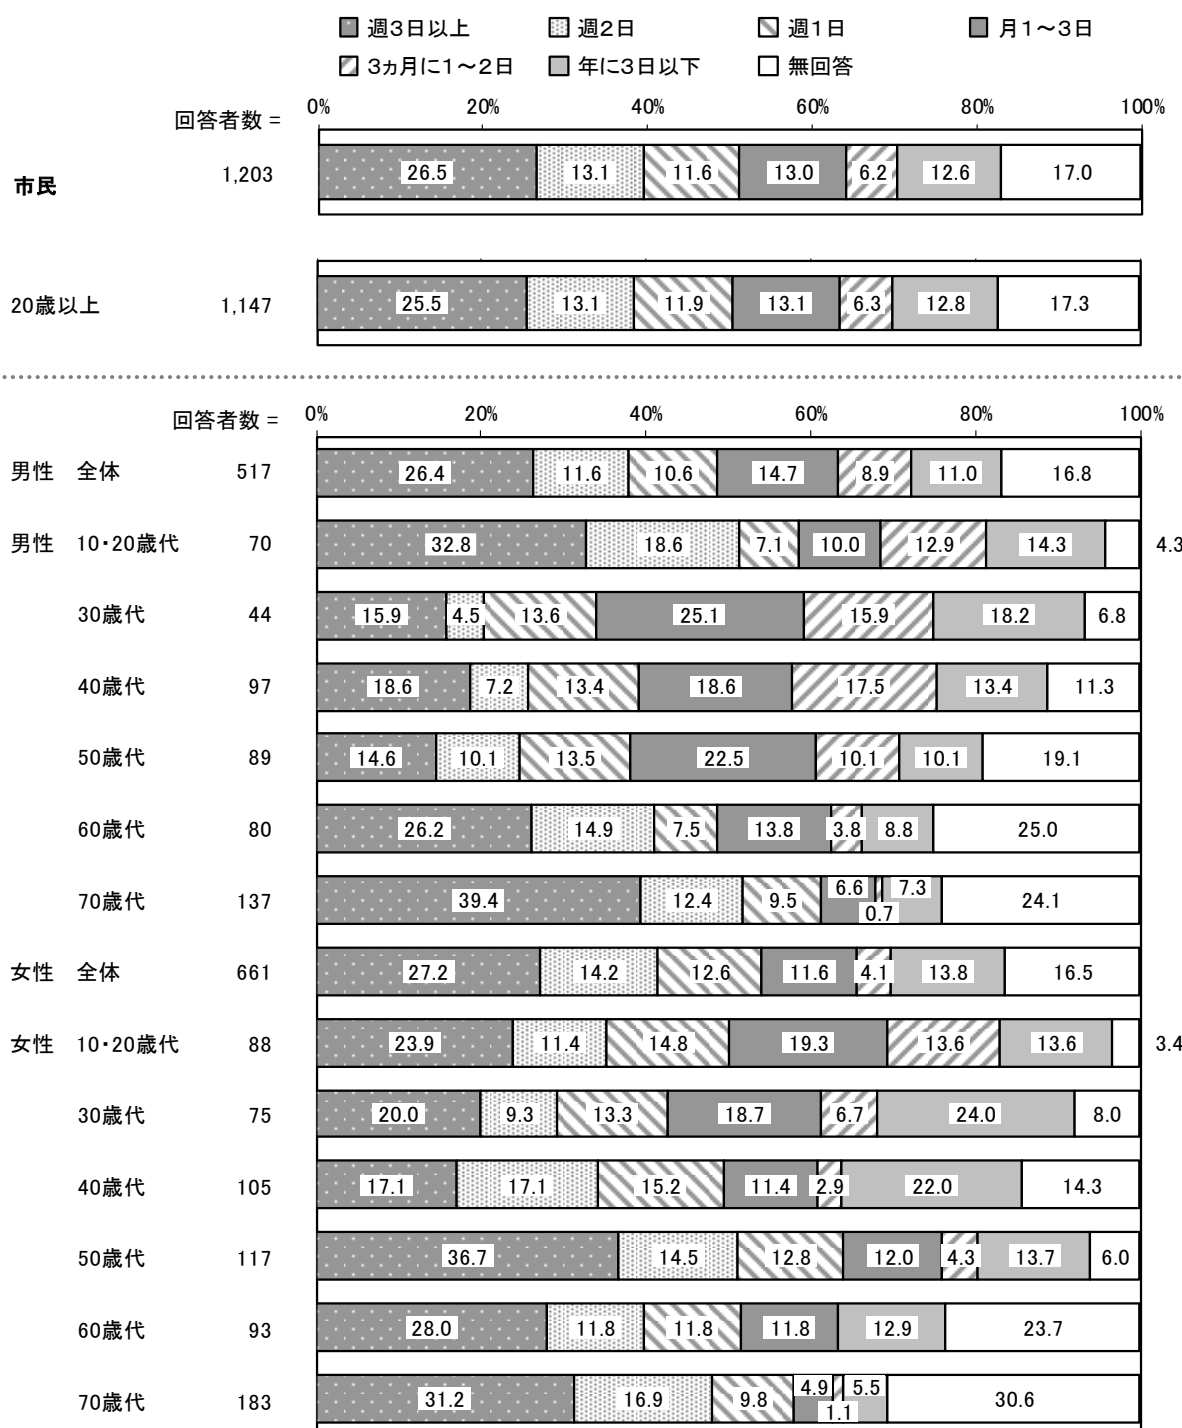 週3日以上 週2日 週1日 月1～3日
3ヵ月に1～2日 年に3日以下 無回答
回答者数 = 0% 20% 40% 60% 80% 100%
市民 1,203 26.5 13.1 11.6 13.0 6.2 12.6 17.0
20歳以上 1,147 25.5 13.1 11.9 13.1 6.3 12.8 17.3
回答者数 = 0% 20% 40% 60% 80% 100%
男性 全体 517 26.4 11.6 10.6 14.7 8.9 11.0 16.8
男性 10・20歳代 70 32.8 18.6 7.1 10.0 12.9 14.3 4.3
30歳代 44 15.9 4.5 13.6 25.1 15.9 18.2 6.8
40歳代 97 18.6 7.2 13.4 18.6 17.5 13.4 11.3
50歳代 89 14.6 10.1 13.5 22.5 10.1 10.1 19.1
60歳代 80 26.2 14.9 7.5 13.8 3.8 8.8 25.0
70歳代 137 39.4 12.4 9.5 6.6 0.7 7.3 24.1
女性 全体 661 27.2 14.2 12.6 11.6 4.1 13.8 16.5
女性 10・20歳代 88 23.9 11.4 14.8 19.3 13.6 13.6 3.4
30歳代 75 20.0 9.3 13.3 18.7 6.7 24.0 8.0
40歳代 105 17.1 17.1 15.2 11.4 2.9 22.0 14.3
50歳代 117 36.7 14.5 12.8 12.0 4.3 13.7 6.0
60歳代 93 28.0 11.8 11.8 11.8 12.9 23.7
70歳代 183 31.2 16.9 9.8 4.9 1.1 5.5 30.6